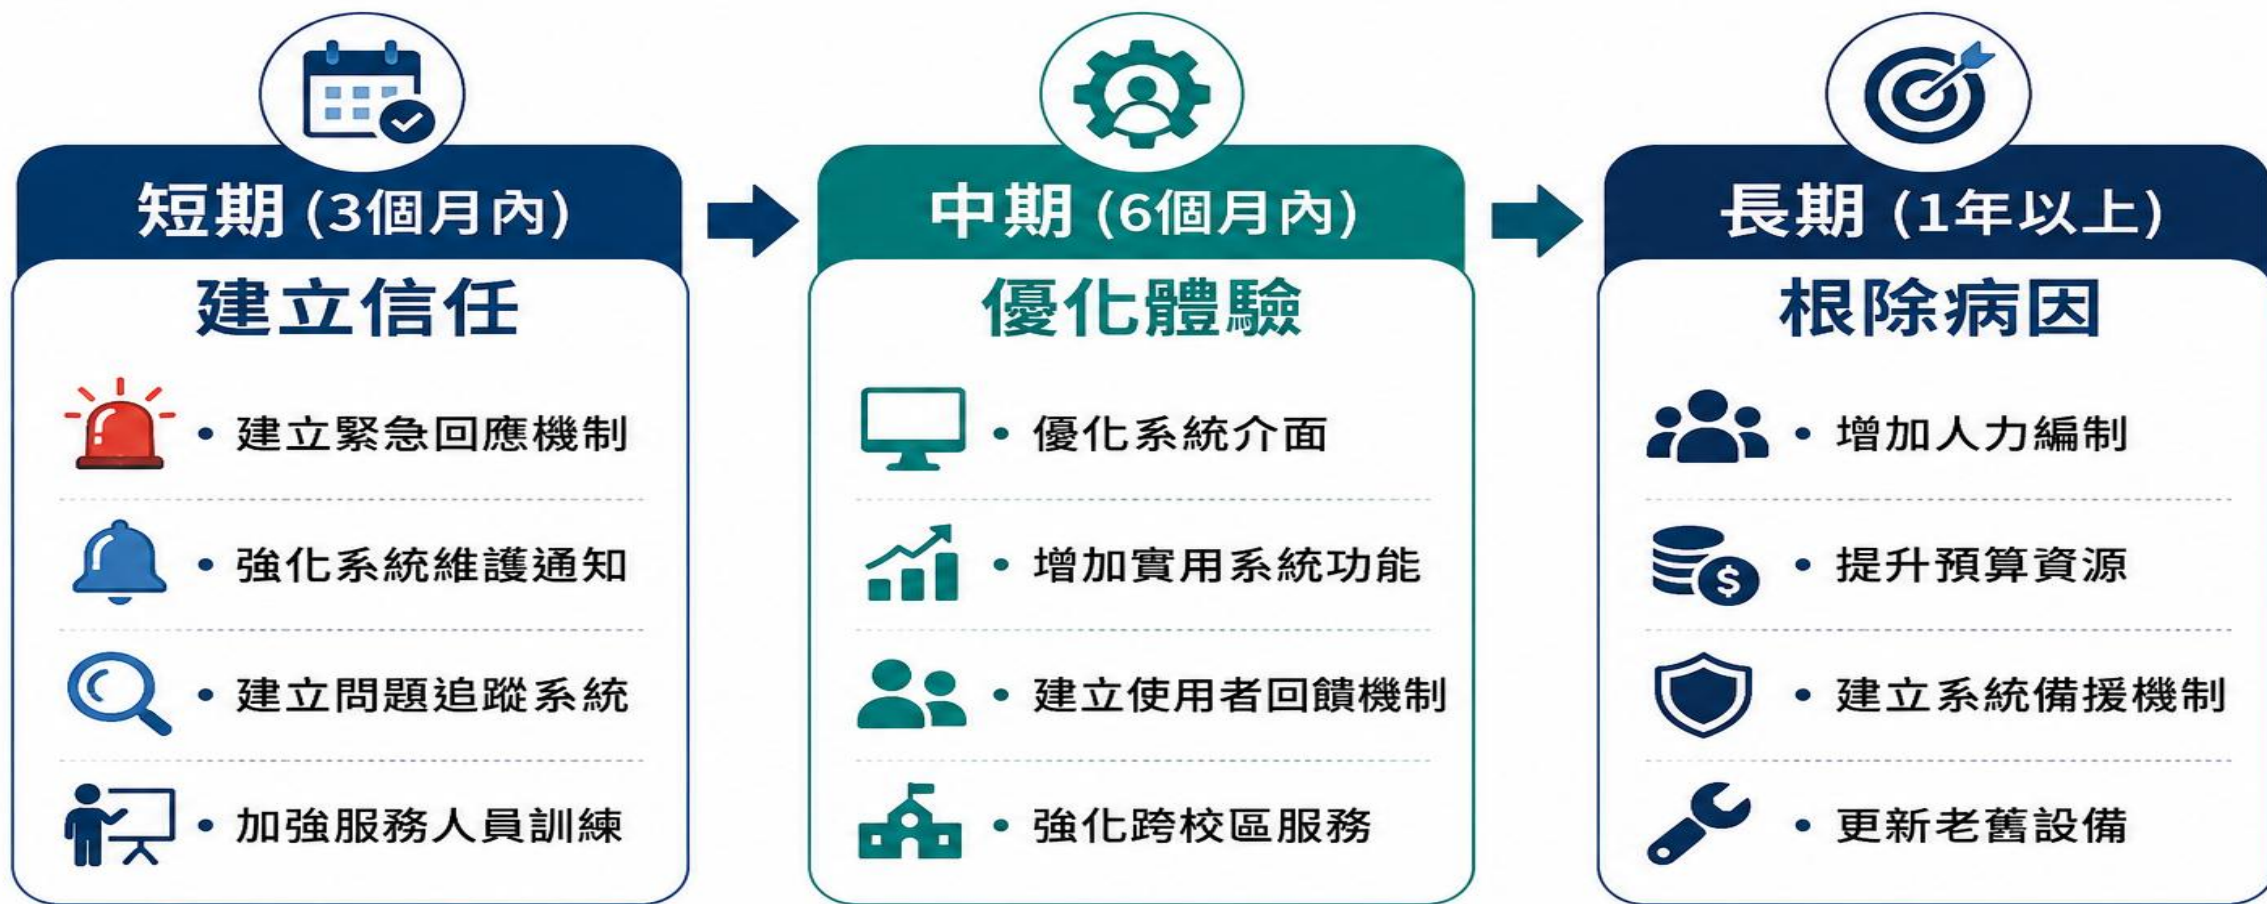 短期 (3個月內)
建立信任
• 建立緊急回應機制
• 強化系統維護通知
• 建立問題追蹤系統
• 加強服務人員訓練
中期 (6個月內)
優化體驗
• 優化系統介面
• 增加實用系統功能
• 建立使用者回饋機制
• 強化跨校區服務
長期 (1年以上)
根除病因
• 增加人力編制
• 提升預算資源
$
• 建立系統備援機制
• 更新老舊設備